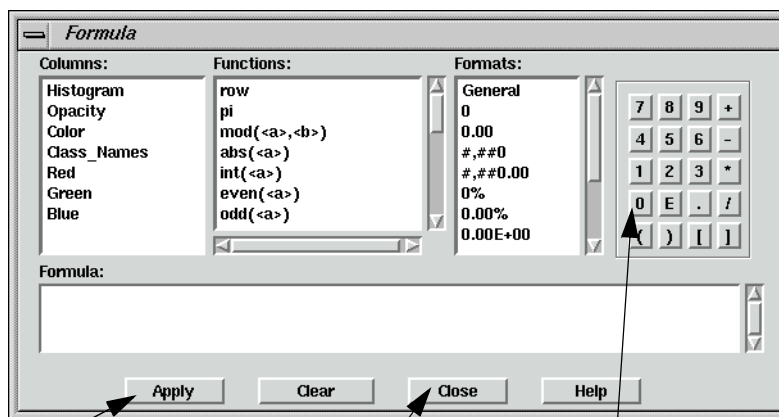 Formula
Columns:
Histogram
Opacity
Color
Class_Names
Red
Green
Blue
Functions:
row
pi
mod(<a>,<b>)
abs(<a>)
int(<a>)
even(<a>)
odd(<a>)
Formats:
General
0
0.00
#,##0
#,##0.00
0%
0.00%
0.00E+00
7 8 9 +
4 5 6 -
1 2 3 *
0 E . /
( ) [ ]
Formula:
Apply Clear Close Help